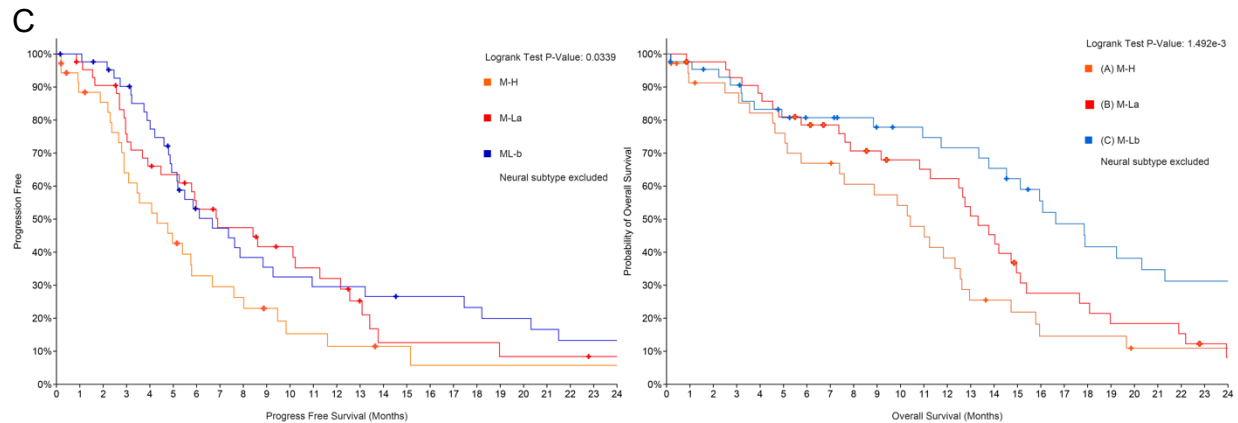 C
Logrank Test P-Value: 0.0339
M-H
M-La
ML-b
Neural subtype excluded
Progression Free
100%
90%
80%
70%
60%
50%
40%
30%
20%
10%
0%
0 1 2 3 4 5 6 7 8 9 10 11 12 13 14 15 16 17 18 19 20 21 22 23 24
Progress Free Survival (Months)
Logrank Test P-Value: 1.492e-3
(A) M-H
(B) M-La
(C) M-Lb
Neural subtype excluded
Probability of Overall Survival
100%
90%
80%
70%
60%
50%
40%
30%
20%
10%
0%
0 1 2 3 4 5 6 7 8 9 10 11 12 13 14 15 16 17 18 19 20 21 22 23 24
Overall Survival (Months)